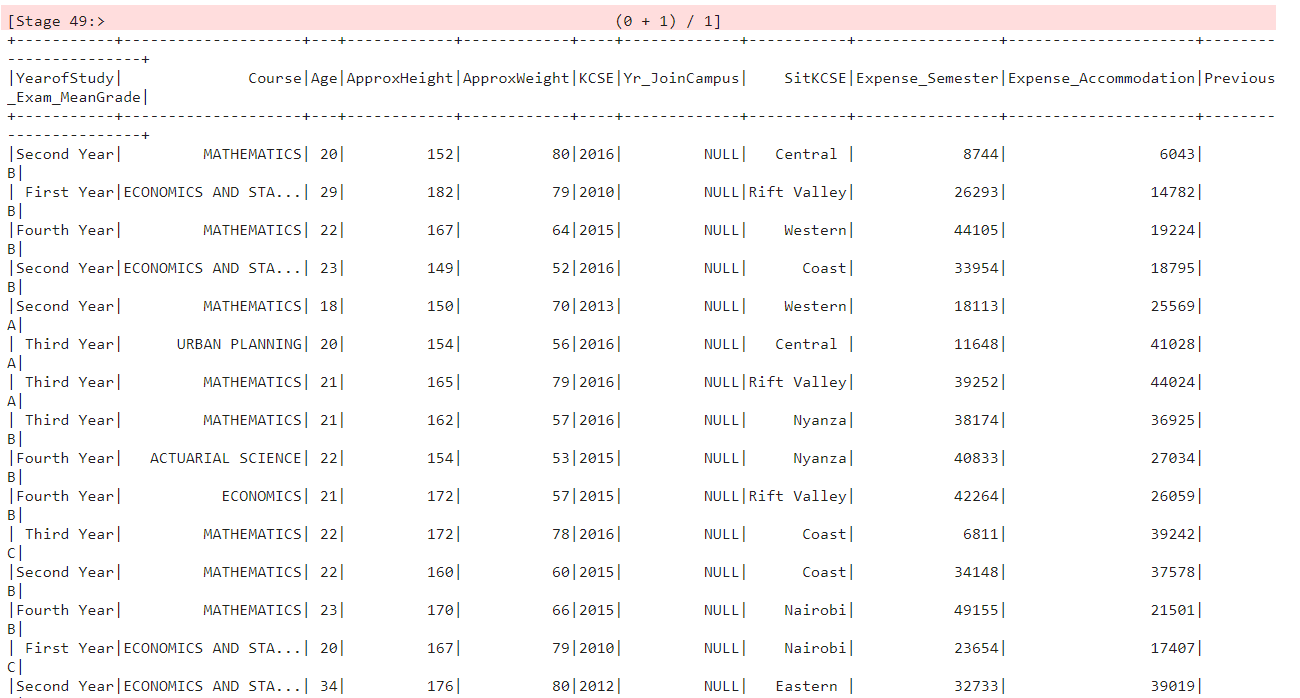 [Stage 49:>                                                         (0 + 1) / 1]
+-----------+--------------------+---+------------+------------+----+-------------+-----------+----------------+---------------------+--------
---------------+
|YearofStudy|              Course|Age|ApproxHeight|ApproxWeight|KCSE|Yr_JoinCampus|    SitKCSE|Expense_Semester|Expense_Accommodation|Previous
_Exam_MeanGrade|
+-----------+--------------------+---+------------+------------+----+-------------+-----------+----------------+---------------------+--------
---------------+
|Second Year|         MATHEMATICS| 20|         152|          80|2016|         NULL|   Central |            8744|                 6043|
B|
| First Year|ECONOMICS AND STA...| 29|         182|          79|2010|         NULL|Rift Valley|           26293|                14782|
B|
|Fourth Year|         MATHEMATICS| 22|         167|          64|2015|         NULL|    Western|           44105|                19224|
B|
|Second Year|ECONOMICS AND STA...| 23|         149|          52|2016|         NULL|      Coast|           33954|                18795|
B|
|Second Year|         MATHEMATICS| 18|         150|          70|2013|         NULL|    Western|           18113|                25569|
A|
| Third Year|      URBAN PLANNING| 20|         154|          56|2016|         NULL|   Central |           11648|                41028|
A|
| Third Year|         MATHEMATICS| 21|         165|          79|2016|         NULL|Rift Valley|           39252|                44024|
A|
| Third Year|         MATHEMATICS| 21|         162|          57|2016|         NULL|     Nyanza|           38174|                36925|
B|
|Fourth Year|   ACTUARIAL SCIENCE| 22|         154|          53|2015|         NULL|     Nyanza|           40833|                27034|
B|
|Fourth Year|           ECONOMICS| 21|         172|          57|2015|         NULL|Rift Valley|           42264|                26059|
B|
| Third Year|         MATHEMATICS| 22|         172|          78|2016|         NULL|      Coast|            6811|                39242|
C|
|Second Year|         MATHEMATICS| 22|         160|          60|2015|         NULL|      Coast|           34148|                37578|
B|
|Fourth Year|         MATHEMATICS| 23|         170|          66|2015|         NULL|    Nairobi|           49155|                21501|
B|
| First Year|ECONOMICS AND STA...| 20|         167|          79|2010|         NULL|    Nairobi|           23654|                17407|
C|
|Second Year|ECONOMICS AND STA...| 34|         176|          80|2012|         NULL|   Eastern |           32733|                39019|